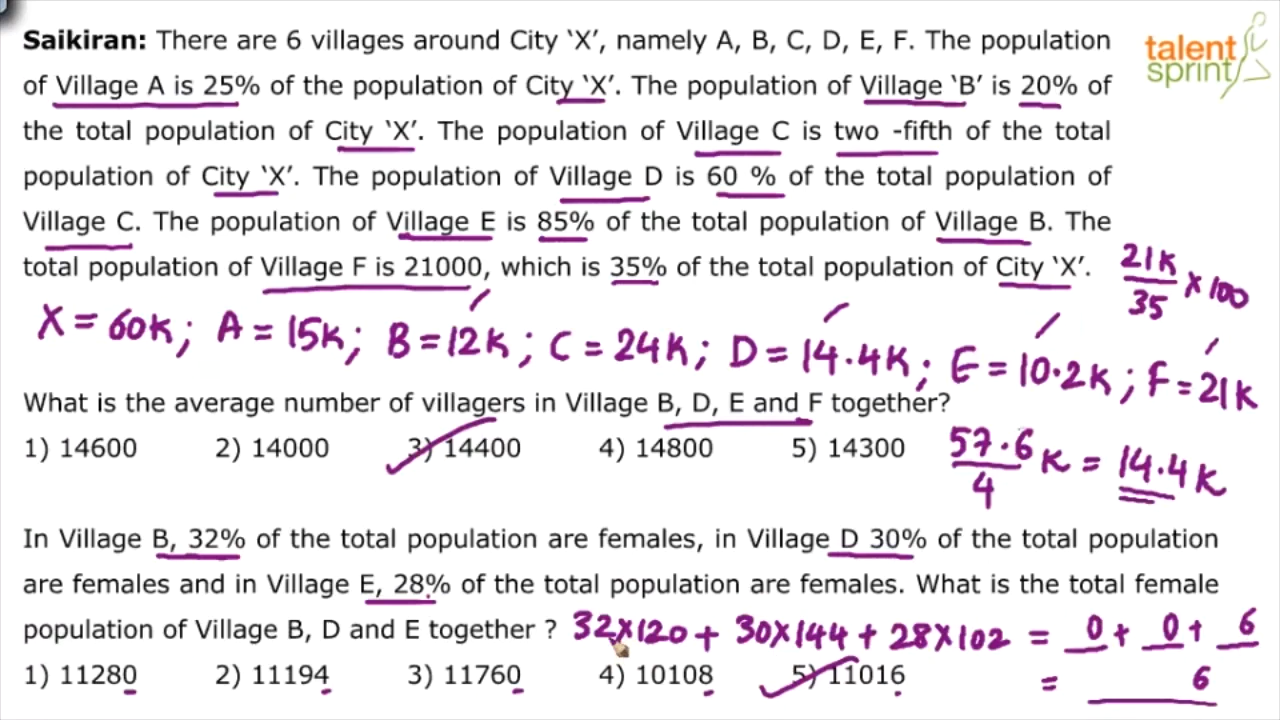 Saikiran: There are 6 villages around City ‘X’, namely A, B, C, D, E, F. The population
talent
sprint
of Village A is 25% of the population of City ‘X’. The population of Village ‘B’ is 20% of
the total population of City ‘X’. The population of Village C is two -fifth of the total
population of City ‘X’. The population of Village D is 60 % of the total population of
Village C. The population of Village E is 85% of the total population of Village B. The
total population of Village F is 21000, which is 35% of the total population of City ‘X’.
21K/35 × 100
X = 60K; A = 15K; B = 12K; C = 24K; D = 14.4K; E = 10.2K; F = 21K
What is the average number of villagers in Village B, D, E and F together?
1) 14600 2) 14000 3) 14400 4) 14800 5) 14300
57.6/4 K = 14.4K
In Village B, 32% of the total population are females, in Village D 30% of the total population
are females and in Village E, 28% of the total population are females. What is the total female
population of Village B, D and E together ? 32×120 + 30×144 + 28×102 = 0 + 0 + 6
1) 11280 2) 11194 3) 11760 4) 10108 5) 11016 = 6